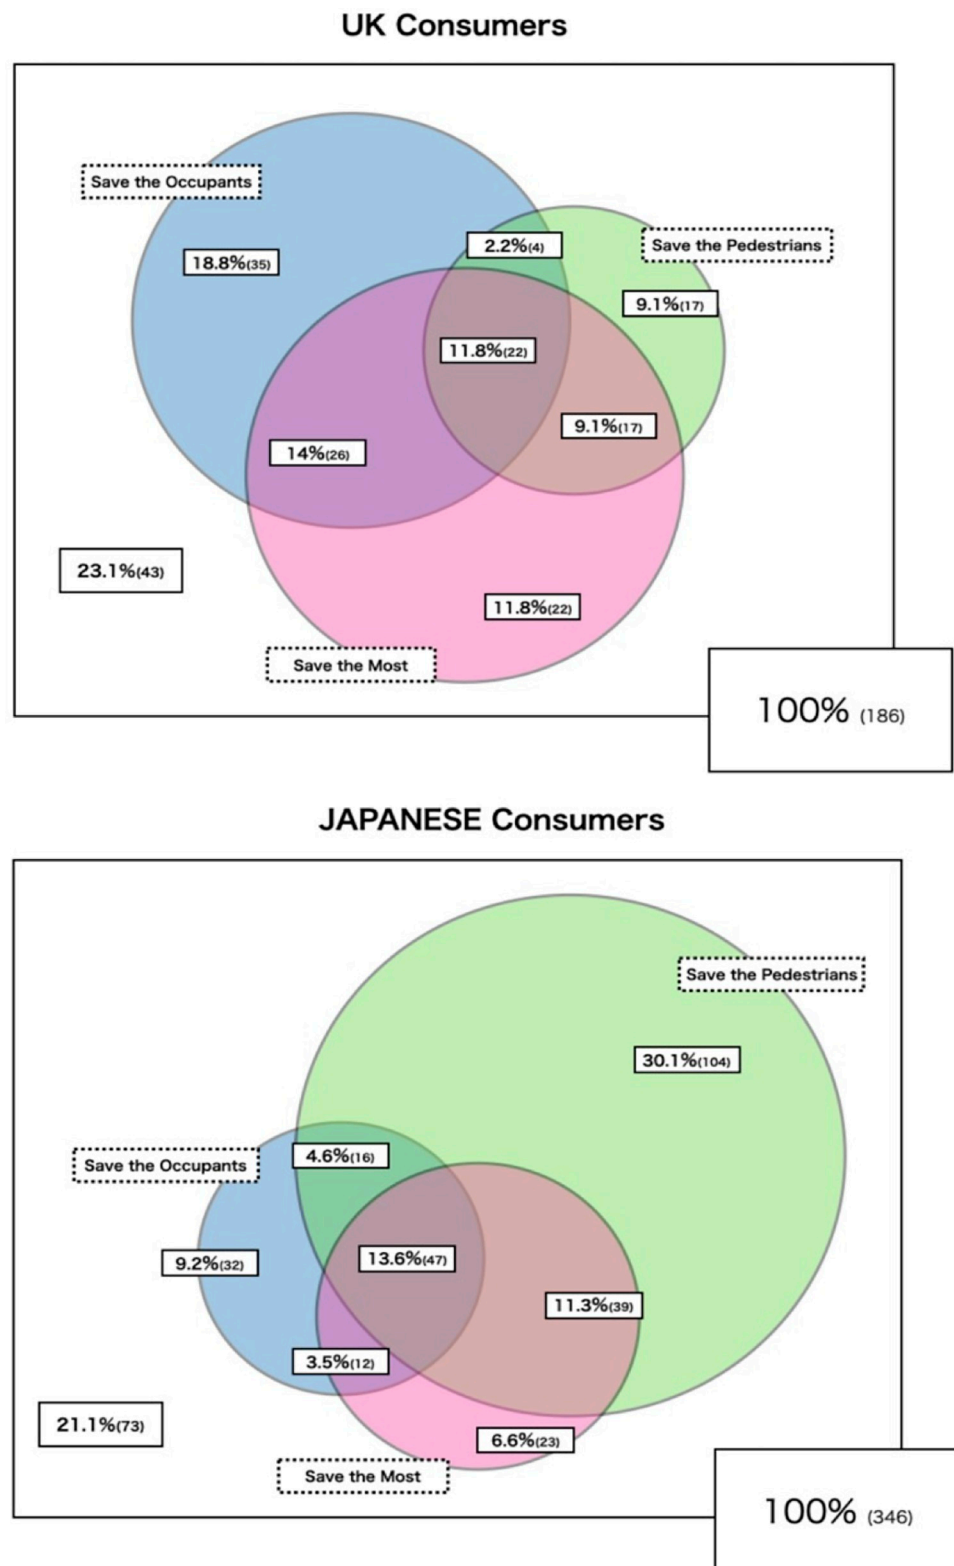 UK Consumers
Save the Occupants
2.2%(4)
Save the Pedestrians
18.8%(35)
9.1%(17)
11.8%(22)
9.1%(17)
14%(26)
23.1%(43)
11.8%(22)
Save the Most
100% (186)
JAPANESE Consumers
Save the Pedestrians
30.1%(104)
4.6%(16)
Save the Occupants
13.6%(47)
9.2%(32)
11.3%(39)
3.5%(12)
21.1%(73)
6.6%(23)
Save the Most
100% (346)